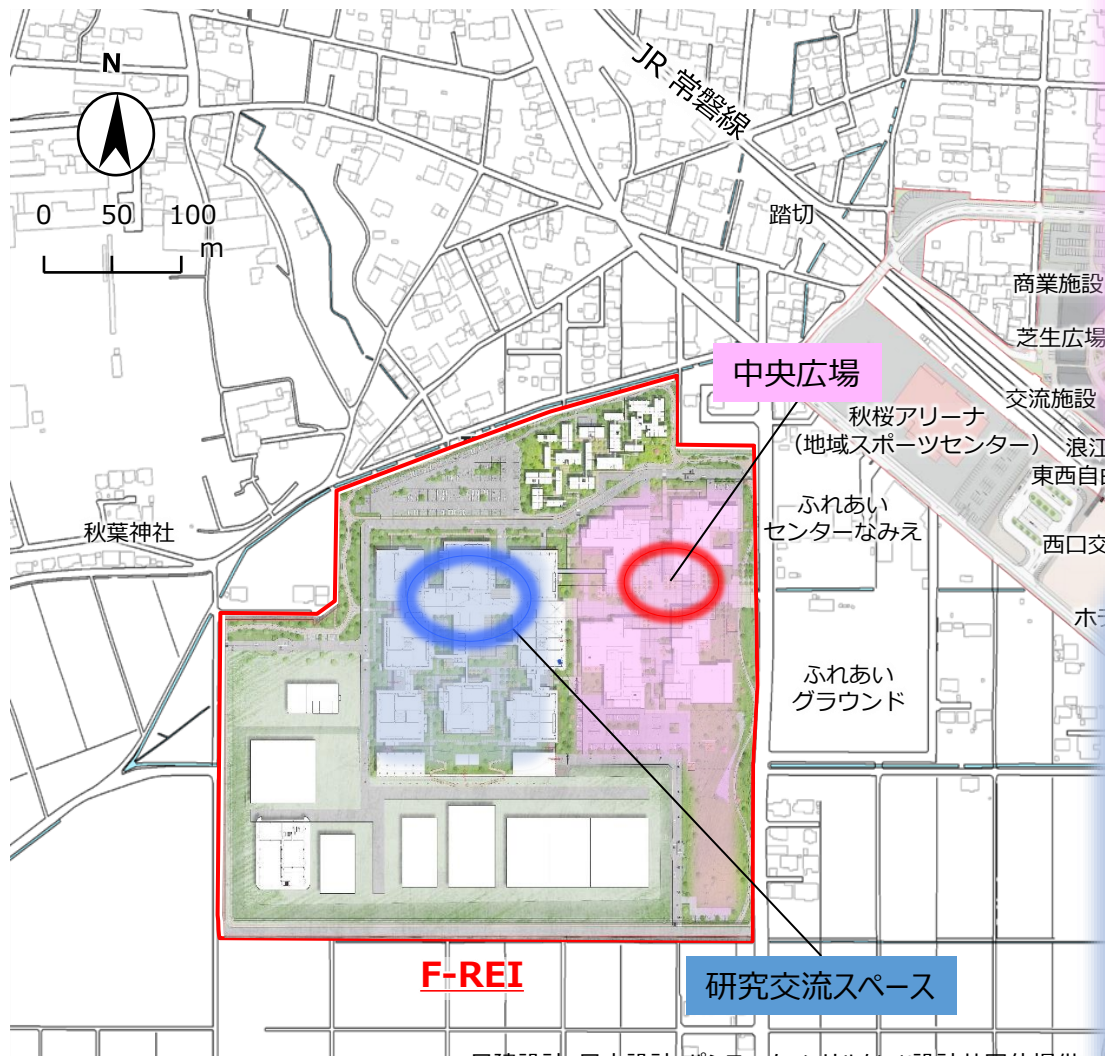 N
0 50 100
m
JR 常磐線
踏切
商業施設
芝生広場
中央広場
交流施設
秋桜アリーナ
（地域スポーツセンター）
浪江
東西自由
ふれあい
センターなみえ
西口交
秋葉神社
ホテ
ふれあい
グラウンド
F-REI
研究交流スペース